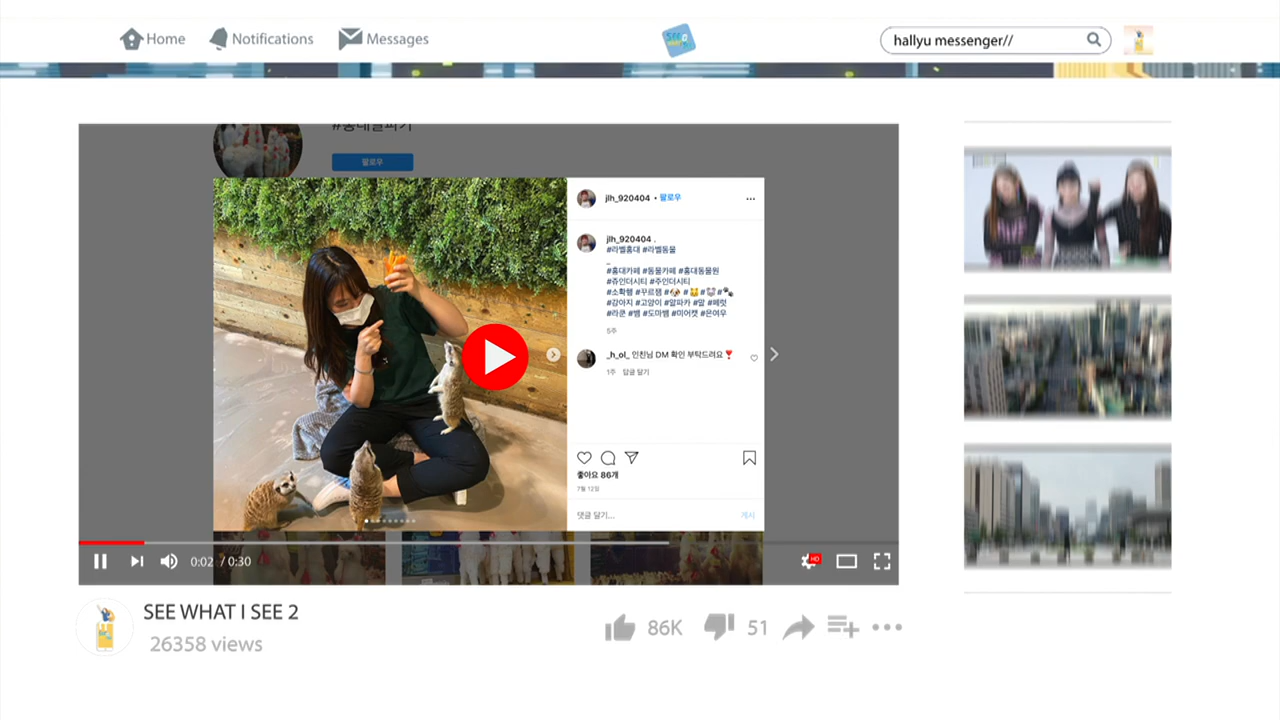 Home
Notifications
Messages
SEE
hallyu messenger//
#홍대걸파기
팔로우
jlh_920404 • 팔로우
jlh_920404 .
#라벨홍대 #라벨동물
_
#홍대카페 #동물카페 #홍대동물원
#쥬인더시티 #주인더시티
#소확행 #꾸르잼 #🐶 #🐱#🐭#🐾
#강아지 #고양이 #알파카 #말 #페럿
#라쿤 #뱀 #도마뱀 #미어캣 #은여우
5주
_h_ol_ 인친님 DM 확인 부탁드려요❣
1주 답글 달기
좋아요 86개
7월 12일
댓글 달기...
게시
0:02 / 0:30
HD
SEE WHAT I SEE 2
26358 views
86K
51